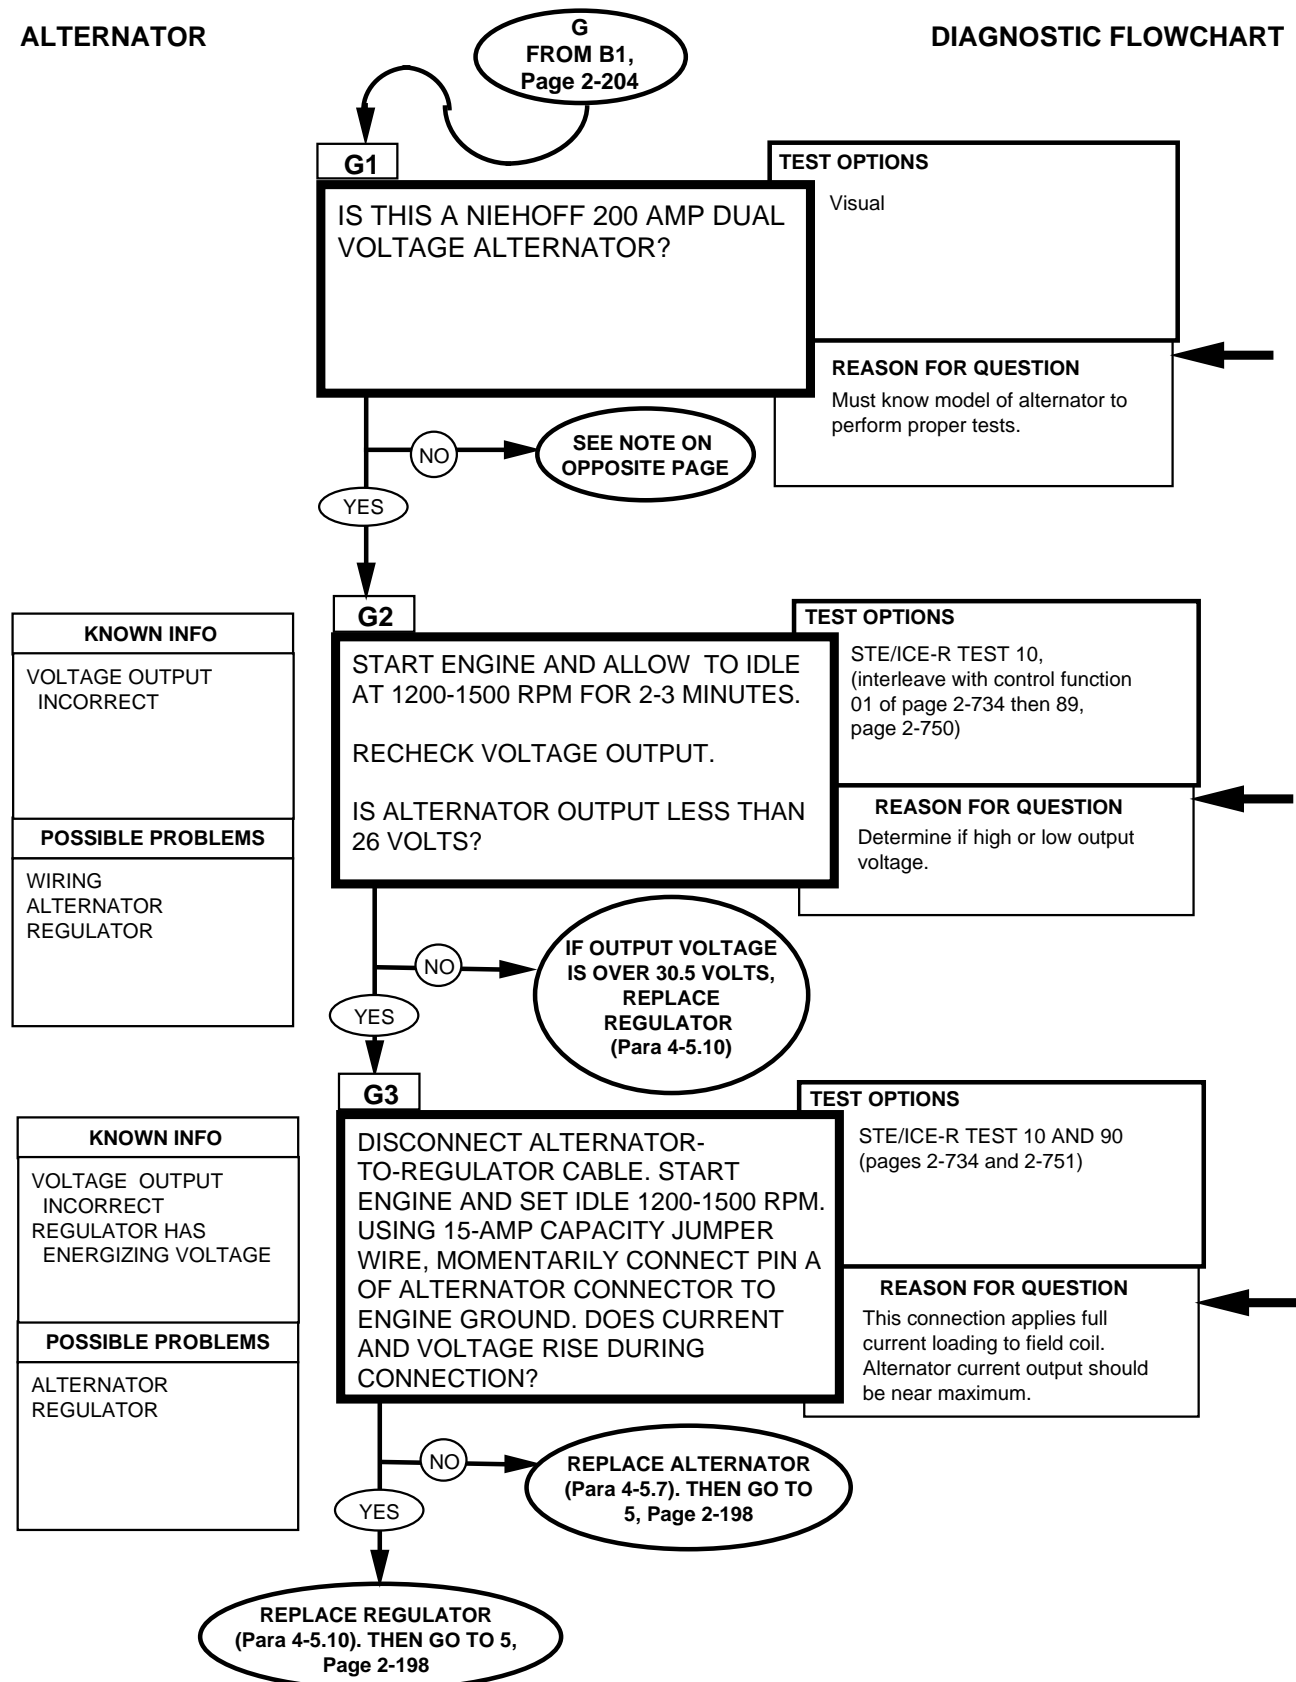 ALTERNATOR
DIAGNOSTIC FLOWCHART
G
FROM B1,
Page 2-204
G1
IS THIS A NIEHOFF 200 AMP DUAL
VOLTAGE ALTERNATOR?
TEST OPTIONS
Visual
REASON FOR QUESTION
Must know model of alternator to
perform proper tests.
NO
SEE NOTE ON
OPPOSITE PAGE
YES
KNOWN INFO
VOLTAGE OUTPUT
INCORRECT
POSSIBLE PROBLEMS
WIRING
ALTERNATOR
REGULATOR
G2
START ENGINE AND ALLOW TO IDLE
AT 1200-1500 RPM FOR 2-3 MINUTES.
RECHECK VOLTAGE OUTPUT.
IS ALTERNATOR OUTPUT LESS THAN
26 VOLTS?
TEST OPTIONS
STE/ICE-R TEST 10,
(interleave with control function
01 of page 2-734 then 89,
page 2-750)
REASON FOR QUESTION
Determine if high or low output
voltage.
NO
IF OUTPUT VOLTAGE
IS OVER 30.5 VOLTS,
REPLACE
REGULATOR
(Para 4-5.10)
YES
KNOWN INFO
VOLTAGE OUTPUT
INCORRECT
REGULATOR HAS
ENERGIZING VOLTAGE
POSSIBLE PROBLEMS
ALTERNATOR
REGULATOR
G3
DISCONNECT ALTERNATOR-
TO-REGULATOR CABLE. START
ENGINE AND SET IDLE 1200-1500 RPM.
USING 15-AMP CAPACITY JUMPER
WIRE, MOMENTARILY CONNECT PIN A
OF ALTERNATOR CONNECTOR TO
ENGINE GROUND. DOES CURRENT
AND VOLTAGE RISE DURING
CONNECTION?
TEST OPTIONS
STE/ICE-R TEST 10 AND 90
(pages 2-734 and 2-751)
REASON FOR QUESTION
This connection applies full
current loading to field coil.
Alternator current output should
be near maximum.
NO
REPLACE ALTERNATOR
(Para 4-5.7). THEN GO TO
5, Page 2-198
YES
REPLACE REGULATOR
(Para 4-5.10). THEN GO TO 5,
Page 2-198